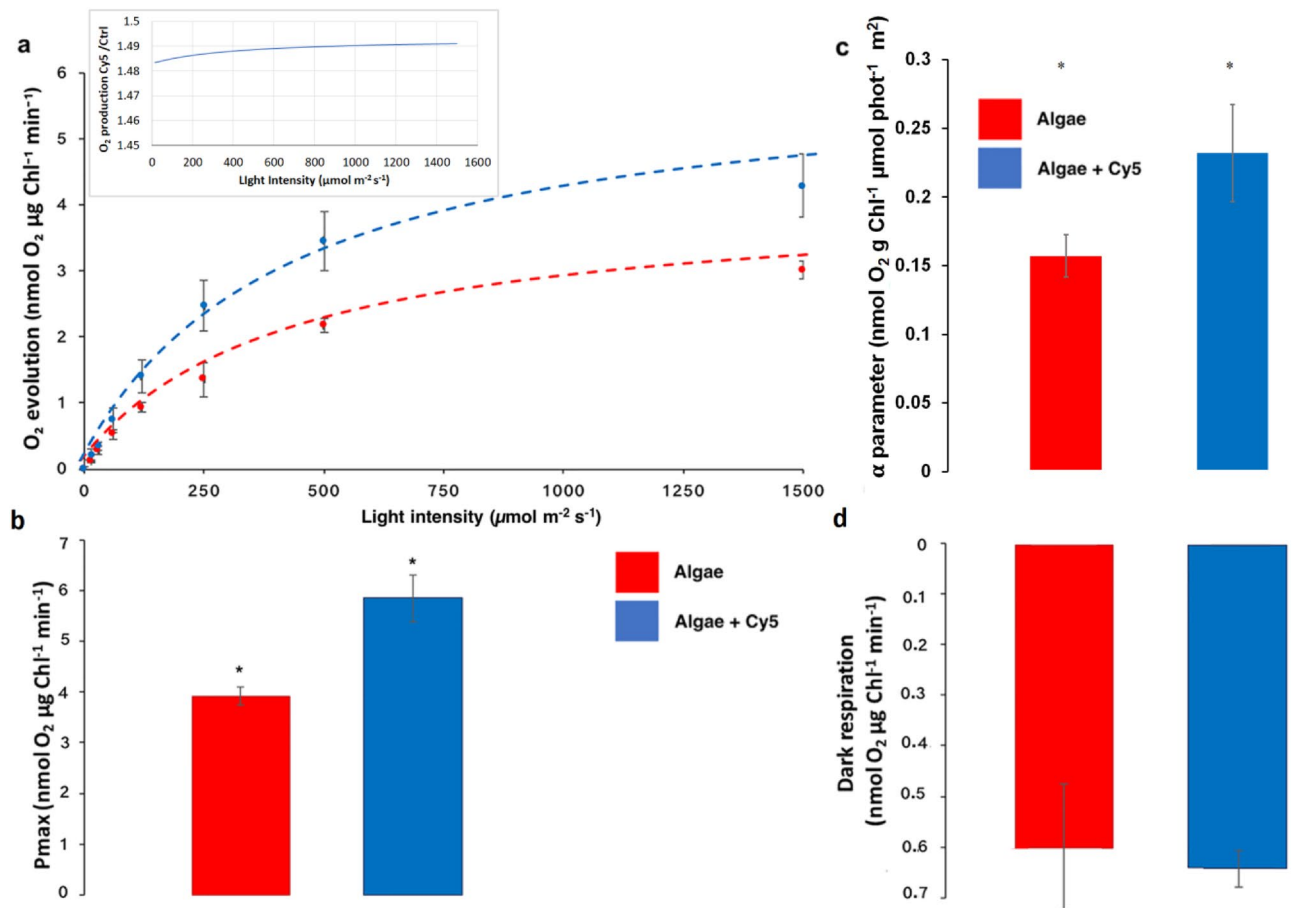 a
O₂ production Cy5 /Ctrl
1.5
1.49
1.48
1.47
1.46
1.45
0 200 400 600 800 1000 1200 1400 1600
Light Intensity (µmol m⁻² s⁻¹)
O₂ evolution (nmol O₂ µg Chl⁻¹ min⁻¹)
6
5
4
3
2
1
0
0 250 500 750 1000 1250 1500
Light intensity (µmol m⁻² s⁻¹)
b
Pmax (nmol O₂ µg Chl⁻¹ min⁻¹)
7
6
5
4
3
2
1
0
*
*
Algae
Algae + Cy5
c
α parameter (nmol O₂ g Chl⁻¹ µmol phot⁻¹ m²)
0.3
0.25
0.2
0.15
0.1
0.05
0
*
*
Algae
Algae + Cy5
d
Dark respiration
(nmol O₂ µg Chl⁻¹ min⁻¹)
0
0.1
0.2
0.3
0.4
0.5
0.6
0.7